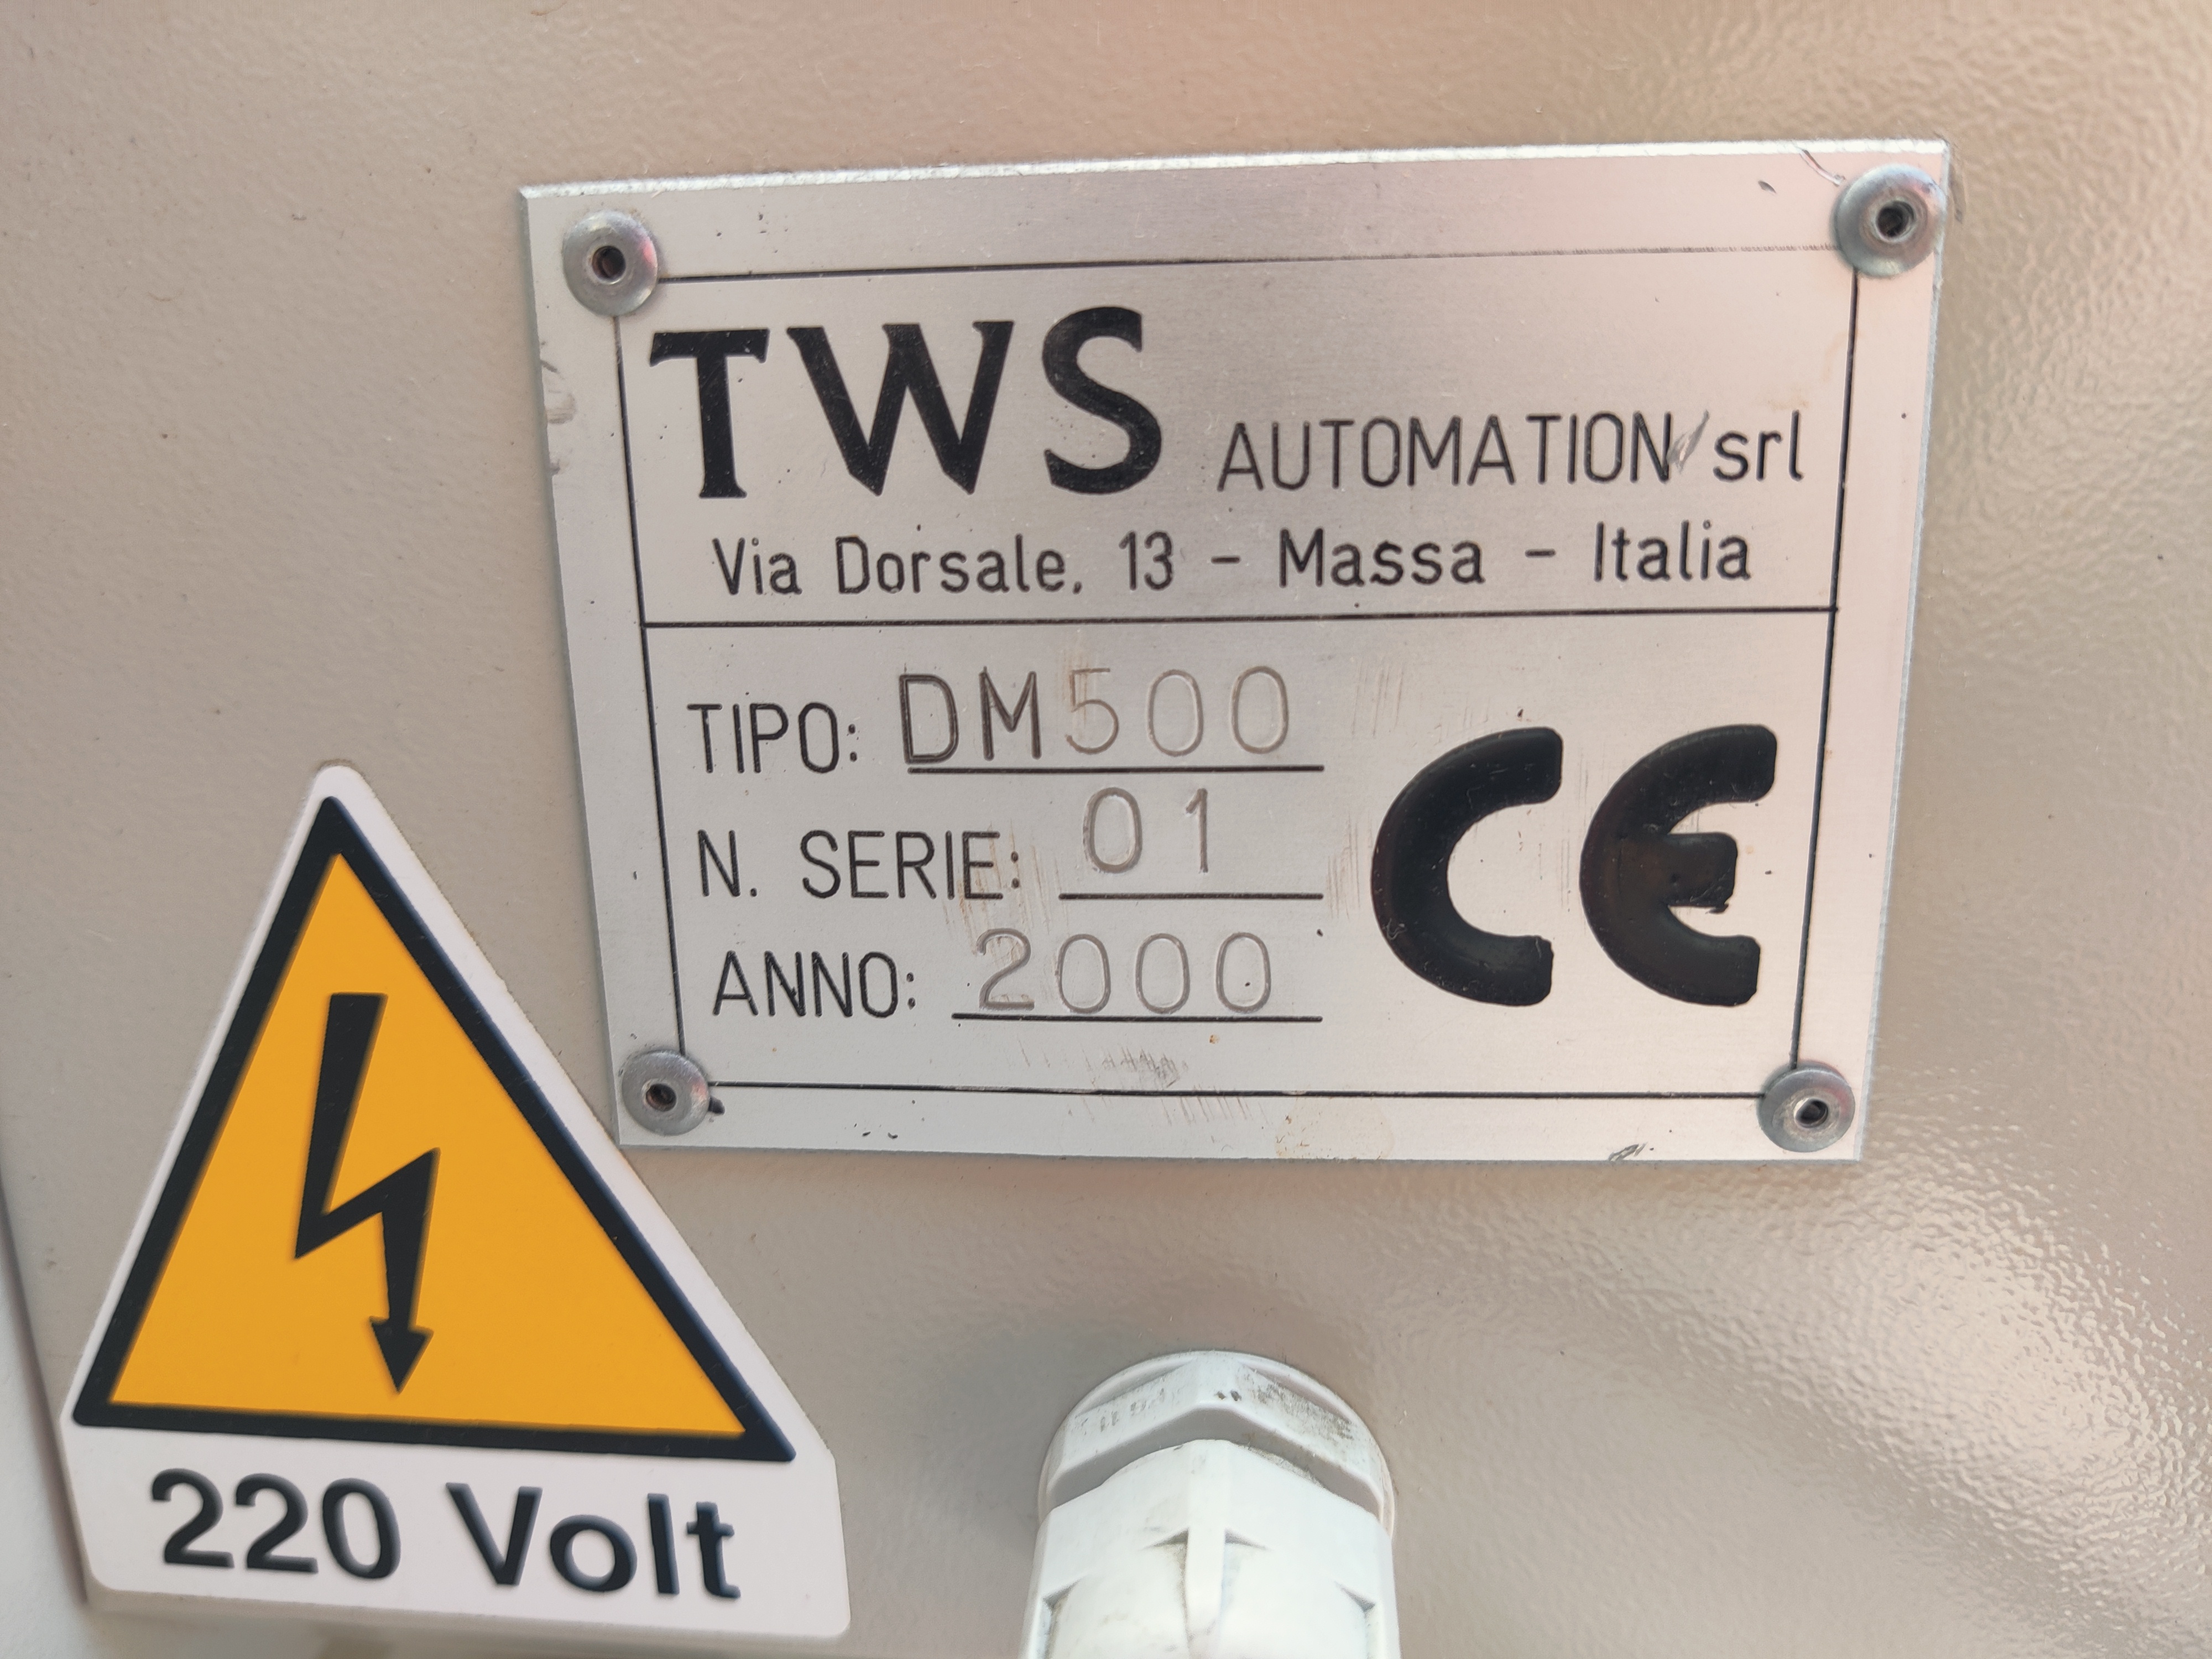 TWS AUTOMATION srl
Via Dorsale, 13 - Massa - Italia
TIPO: DM500
N. SERIE: 01
ANNO: 2000
CE
220 Volt